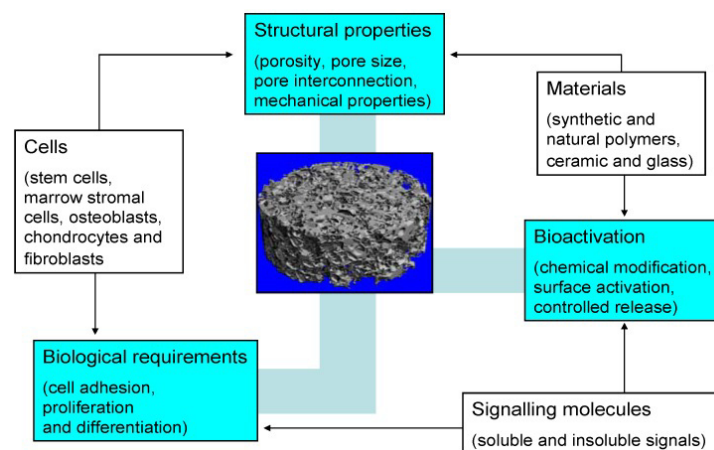 Structural properties
(porosity, pore size,
pore interconnection,
mechanical properties)
Materials
(synthetic and
natural polymers,
ceramic and glass)
Cells
(stem cells,
marrow stromal
cells, osteoblasts,
chondrocytes and
fibroblasts
Bioactivation
(chemical modification,
surface activation,
controlled release)
Biological requirements
(cell adhesion,
proliferation
and differentiation)
Signalling molecules
(soluble and insoluble signals)